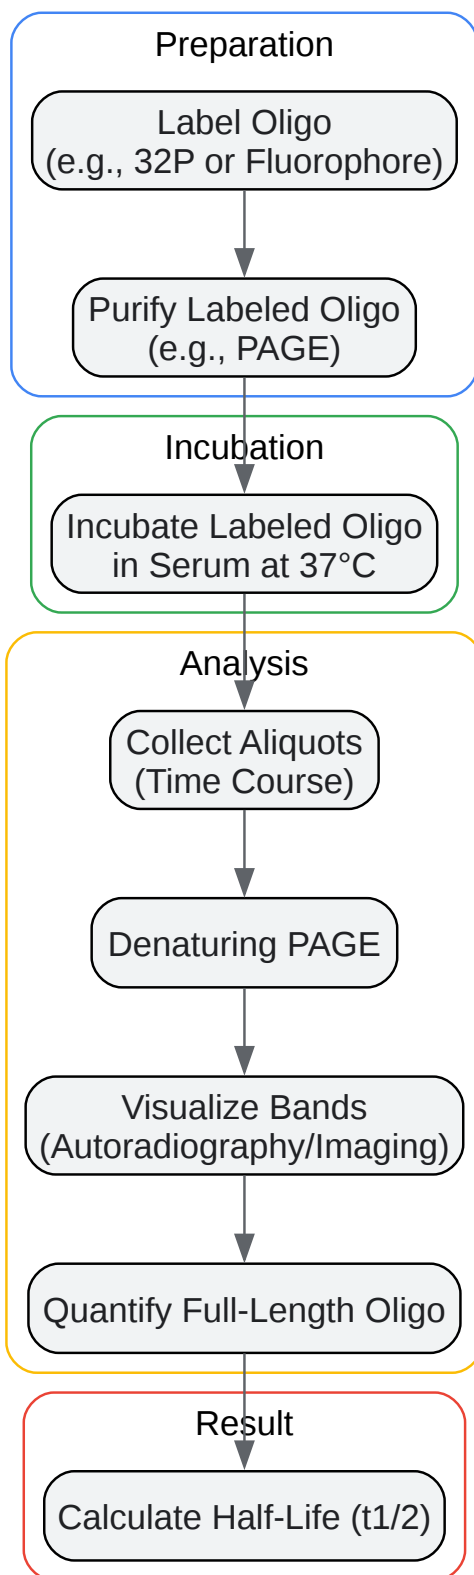 Preparation
Label Oligo
(e.g., 32P or Fluorophore)
Purify Labeled Oligo
(e.g., PAGE)
Incubation
Incubate Labeled Oligo
in Serum at 37°C
Analysis
Collect Aliquots
(Time Course)
Denaturing PAGE
Visualize Bands
(Autoradiography/Imaging)
Quantify Full-Length Oligo
Result
Calculate Half-Life (t1/2)